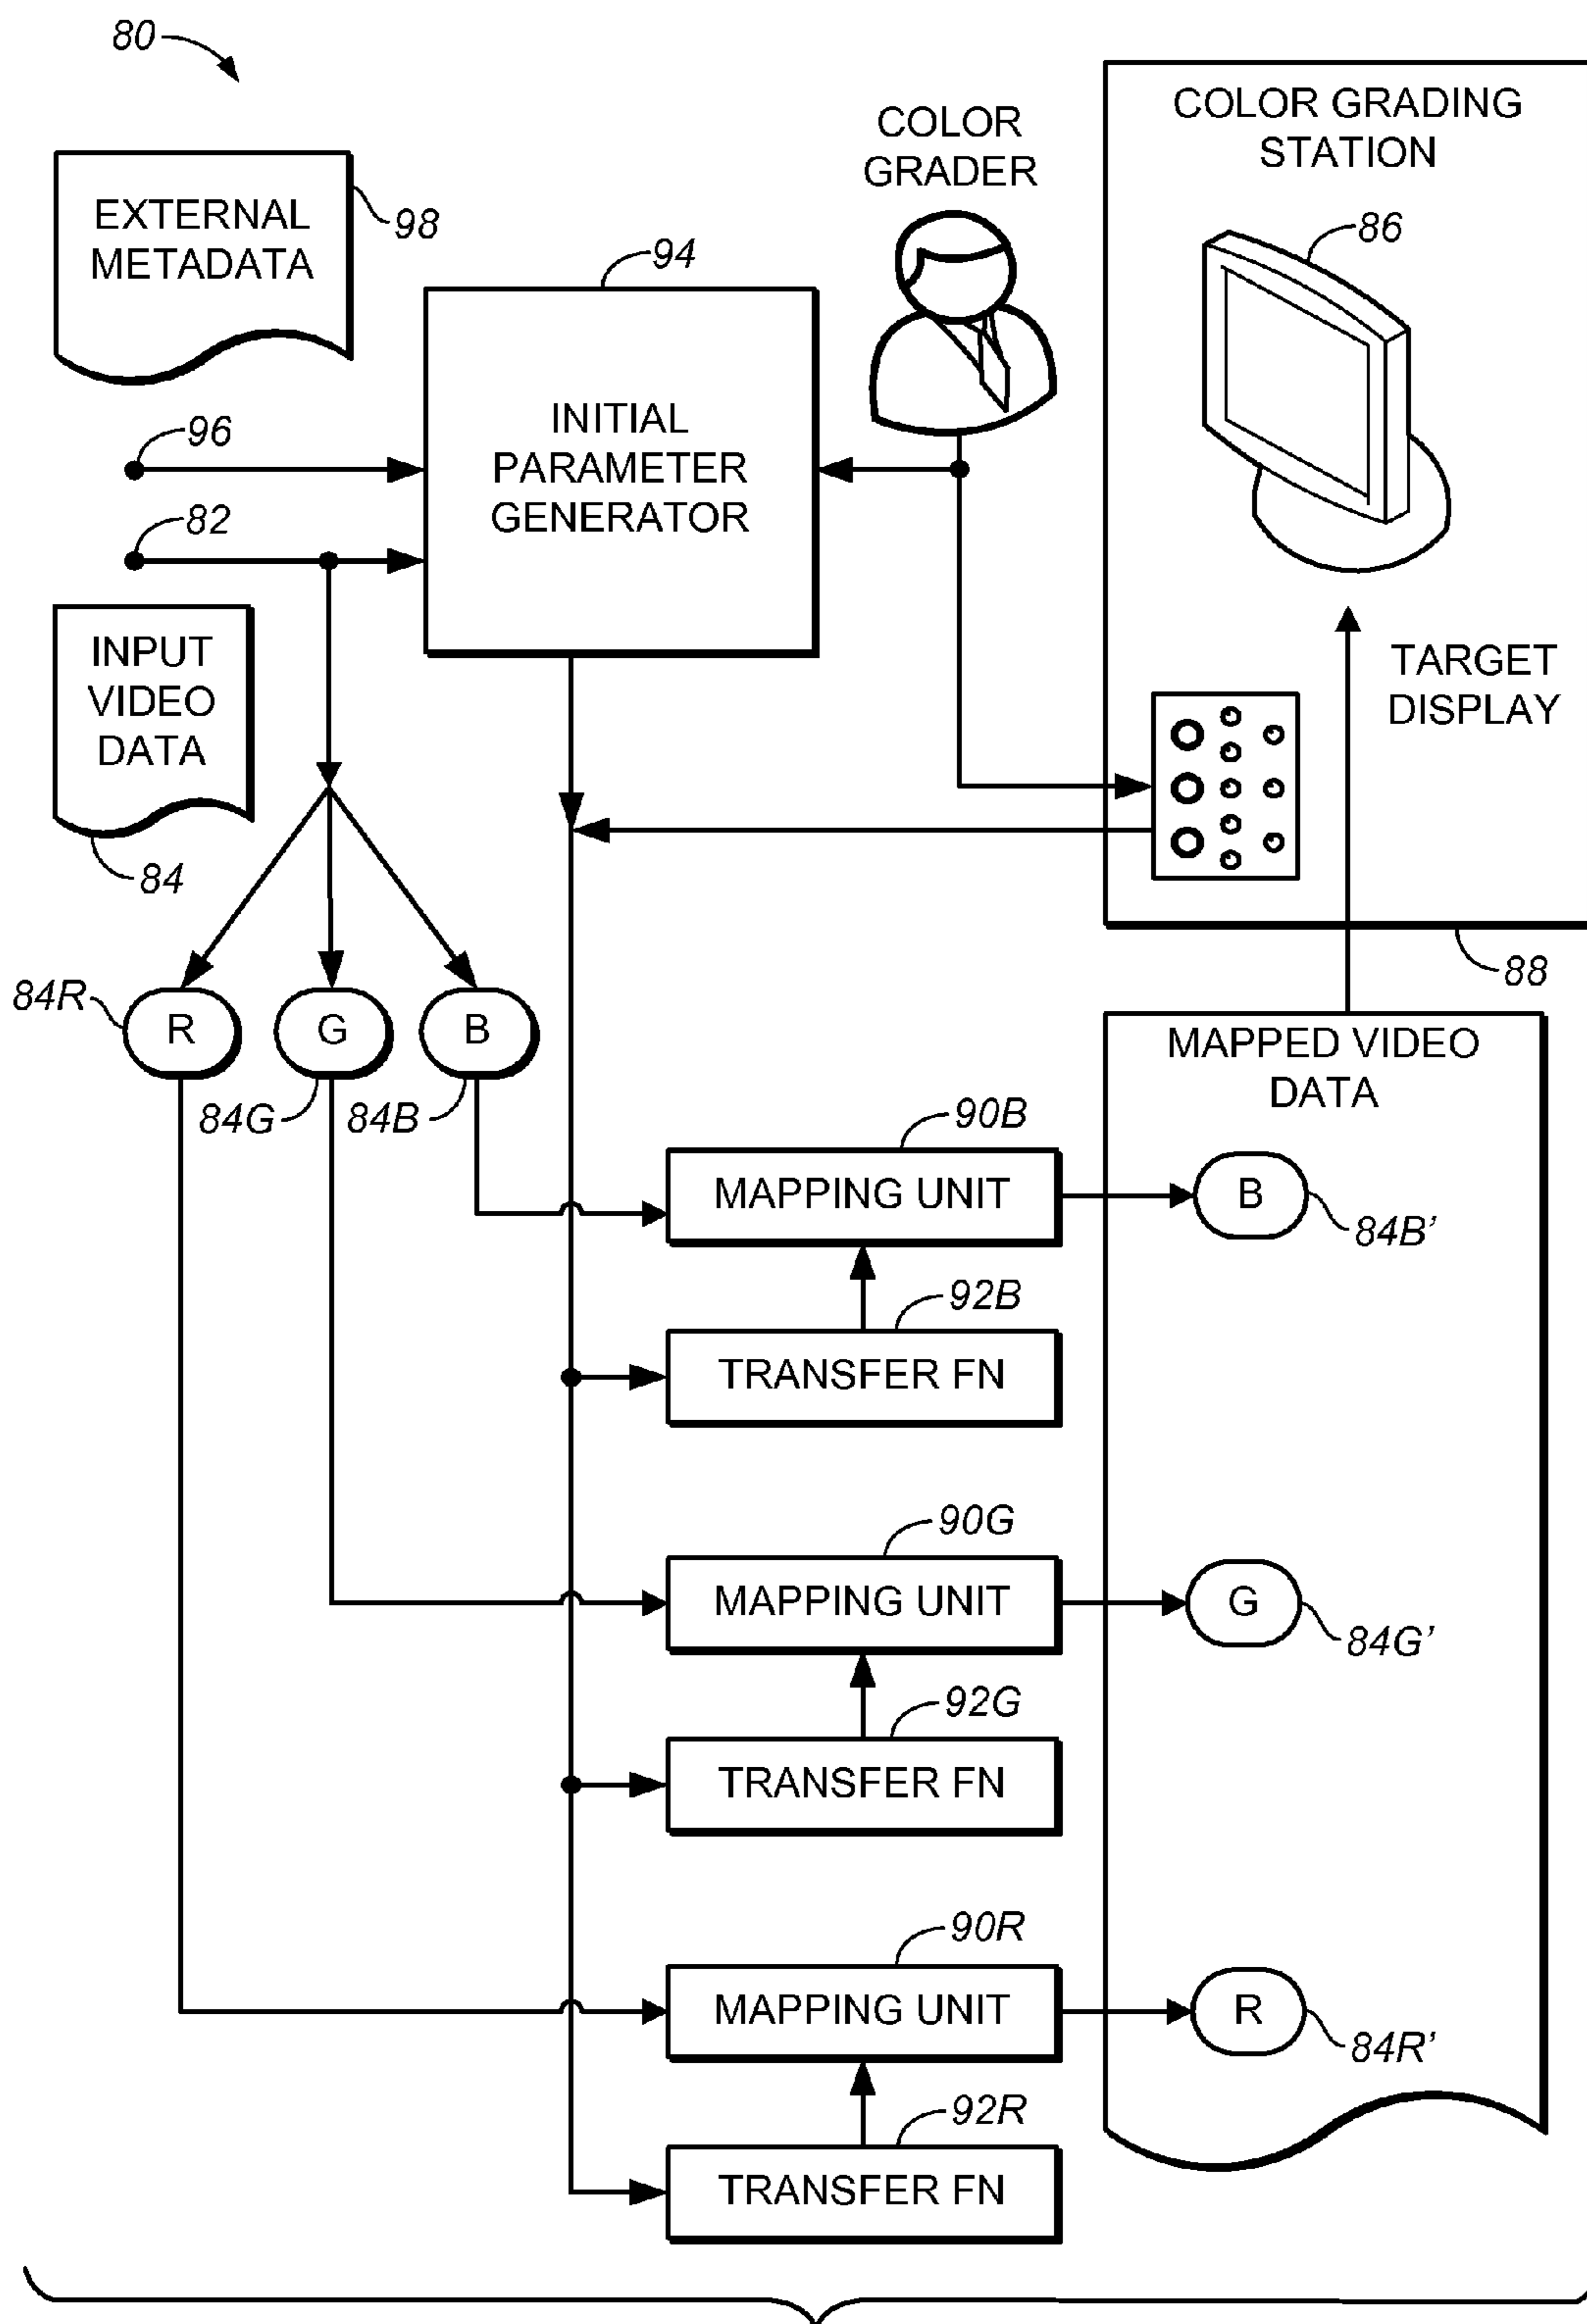 80
COLOR
GRADER
COLOR GRADING
STATION
EXTERNAL
METADATA
98
86
94
INITIAL
PARAMETER
GENERATOR
96
82
INPUT
VIDEO
DATA
84
TARGET
DISPLAY
88
84R
R
G
B
84G
84B
MAPPED VIDEO
DATA
90B
MAPPING UNIT
B
84B’
92B
TRANSFER FN
90G
MAPPING UNIT
G
84G’
92G
TRANSFER FN
90R
MAPPING UNIT
R
84R’
92R
TRANSFER FN